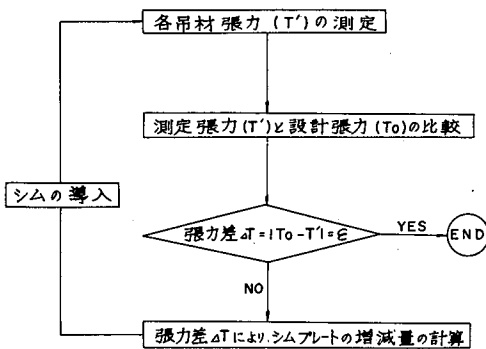 各吊材張力(T′)の測定
測定張力(T′)と設計張力(To)の比較
シムの導入
張力差ΔT=|To-T′|=ε
YES
END
NO
張力差ΔTにより、シムプレートの増減量の計算